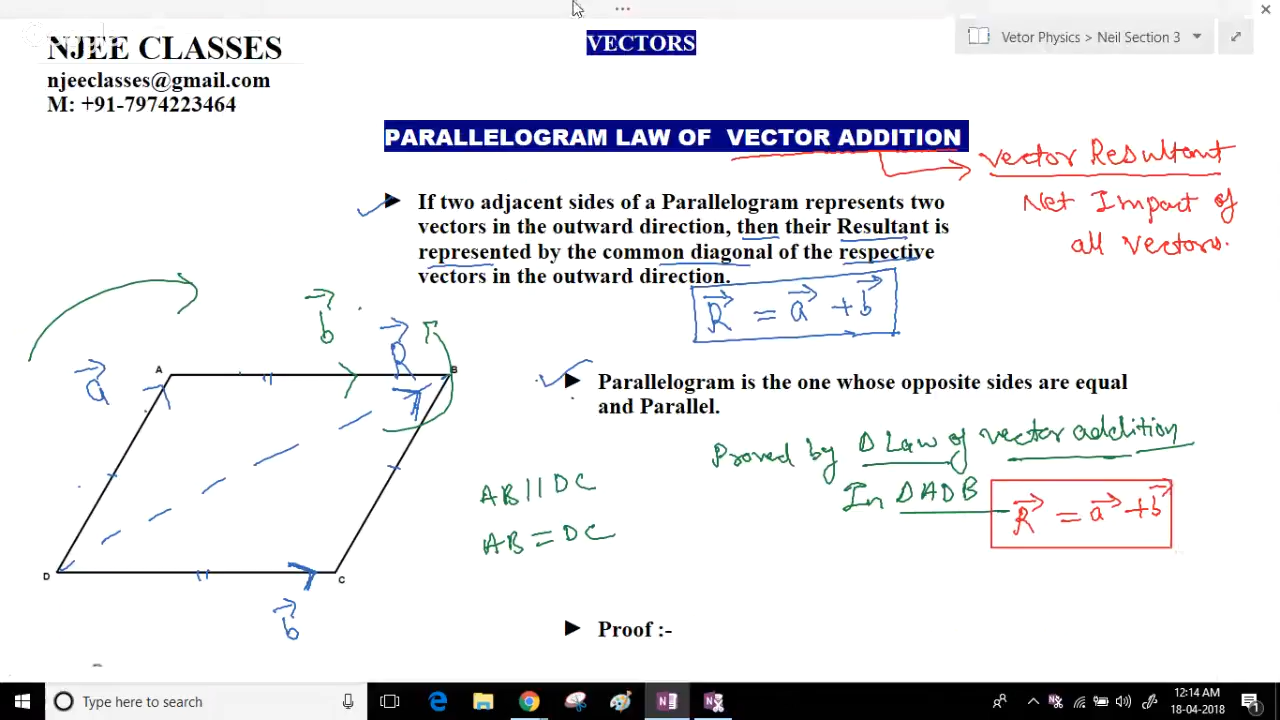 NJEE CLASSES
njeeclasses@gmail.com
M: +91-7974223464
VECTORS
Vetor Physics > Neil Section 3
PARALLELOGRAM LAW OF VECTOR ADDITION
vector Resultant
Net Impact of
all vectors.
If two adjacent sides of a Parallelogram represents two
vectors in the outward direction, then their Resultant is
represented by the common diagonal of the respective
vectors in the outward direction.
R⃗ = a⃗ + b⃗
Parallelogram is the one whose opposite sides are equal
and Parallel.
Proved by Δ Law of vector addition
In ΔADB
R⃗ = a⃗ + b⃗
AB || DC
AB = DC
a⃗
A
b⃗
R⃗
B
D
C
b⃗
Proof :-
Type here to search
12:14 AM
18-04-2018
1